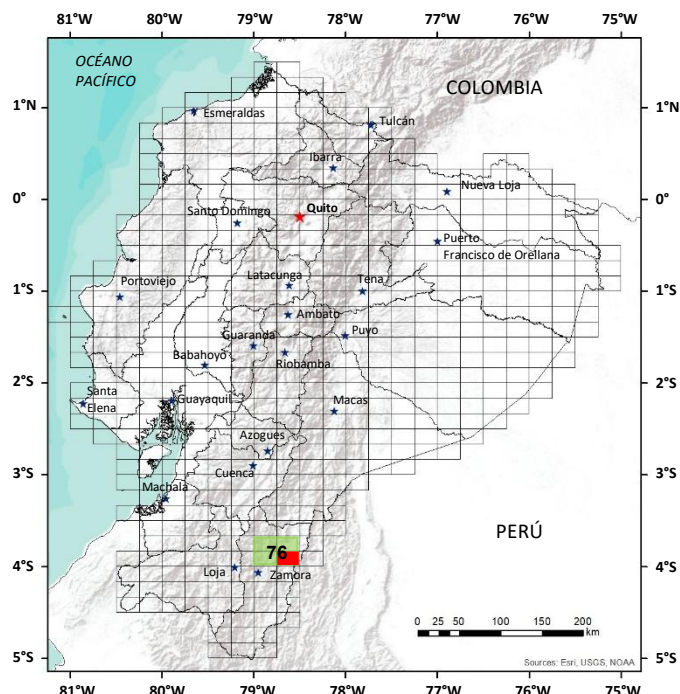 81°W 80°W 79°W 78°W 77°W 76°W 75°W
OCÉANO
PACÍFICO
COLOMBIA
1°N 1°N
Esmeraldas
Tulcán
Ibarra
Nueva Loja
0° 0°
Santo Domingo
Quito
Puerto
Francisco de Orellana
Latacunga
Tena
Portoviejo
1°S 1°S
Ambato
Guaranda
Puyo
Babahoyo
Riobamba
2°S 2°S
Santa
Elena
Guayaquil
Macas
Azogues
Cuenca
3°S 3°S
Machala
PERÚ
76
4°S 4°S
Loja
Zamora
0 25 50 100 150 200
km
5°S 5°S
Sources: Esri, USGS, NOAA
81°W 80°W 79°W 78°W 77°W 76°W 75°W